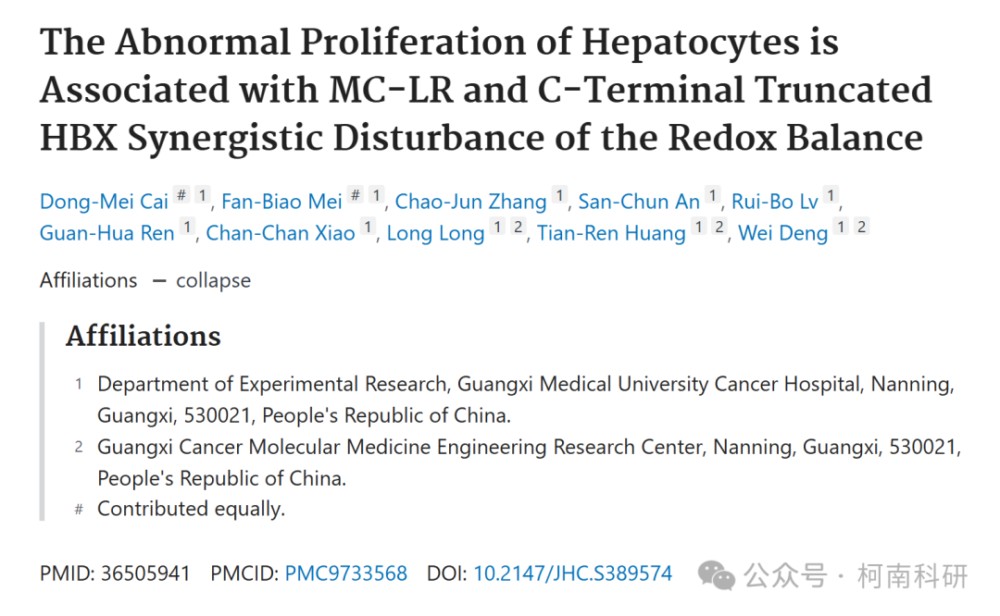 The Abnormal Proliferation of Hepatocytes is
Associated with MC-LR and C-Terminal Truncated
HBX Synergistic Disturbance of the Redox Balance
Dong-Mei Cai # 1, Fan-Biao Mei # 1, Chao-Jun Zhang 1, San-Chun An 1, Rui-Bo Lv 1,
Guan-Hua Ren 1, Chan-Chan Xiao 1, Long Long 1 2, Tian-Ren Huang 1 2, Wei Deng 1 2
Affiliations — collapse
Affiliations
1 Department of Experimental Research, Guangxi Medical University Cancer Hospital, Nanning,
Guangxi, 530021, People's Republic of China.
2 Guangxi Cancer Molecular Medicine Engineering Research Center, Nanning, Guangxi, 530021,
People's Republic of China.
# Contributed equally.
PMID: 36505941 PMCID: PMC9733568 DOI: 10.2147/JHC.S389574 公众号 · 柯南科研